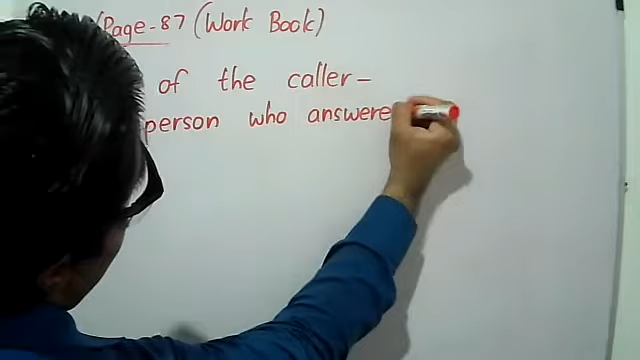 Page-87 (Work Book)
of the caller-
person who answere